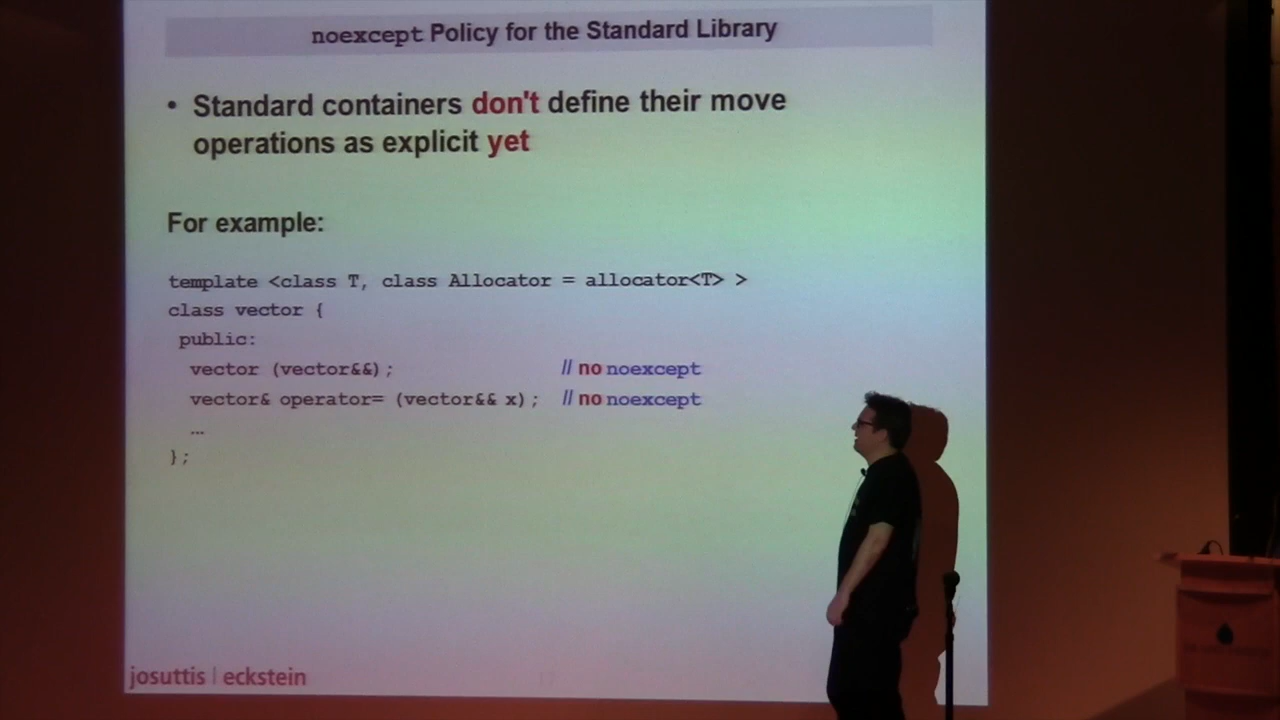 noexcept Policy for the Standard Library
• Standard containers don't define their move
operations as explicit yet
For example:
template <class T, class Allocator = allocator<T> >
class vector {
public:
vector (vector&&); // no noexcept
vector& operator= (vector&& x); // no noexcept
…
};
josuttis | eckstein